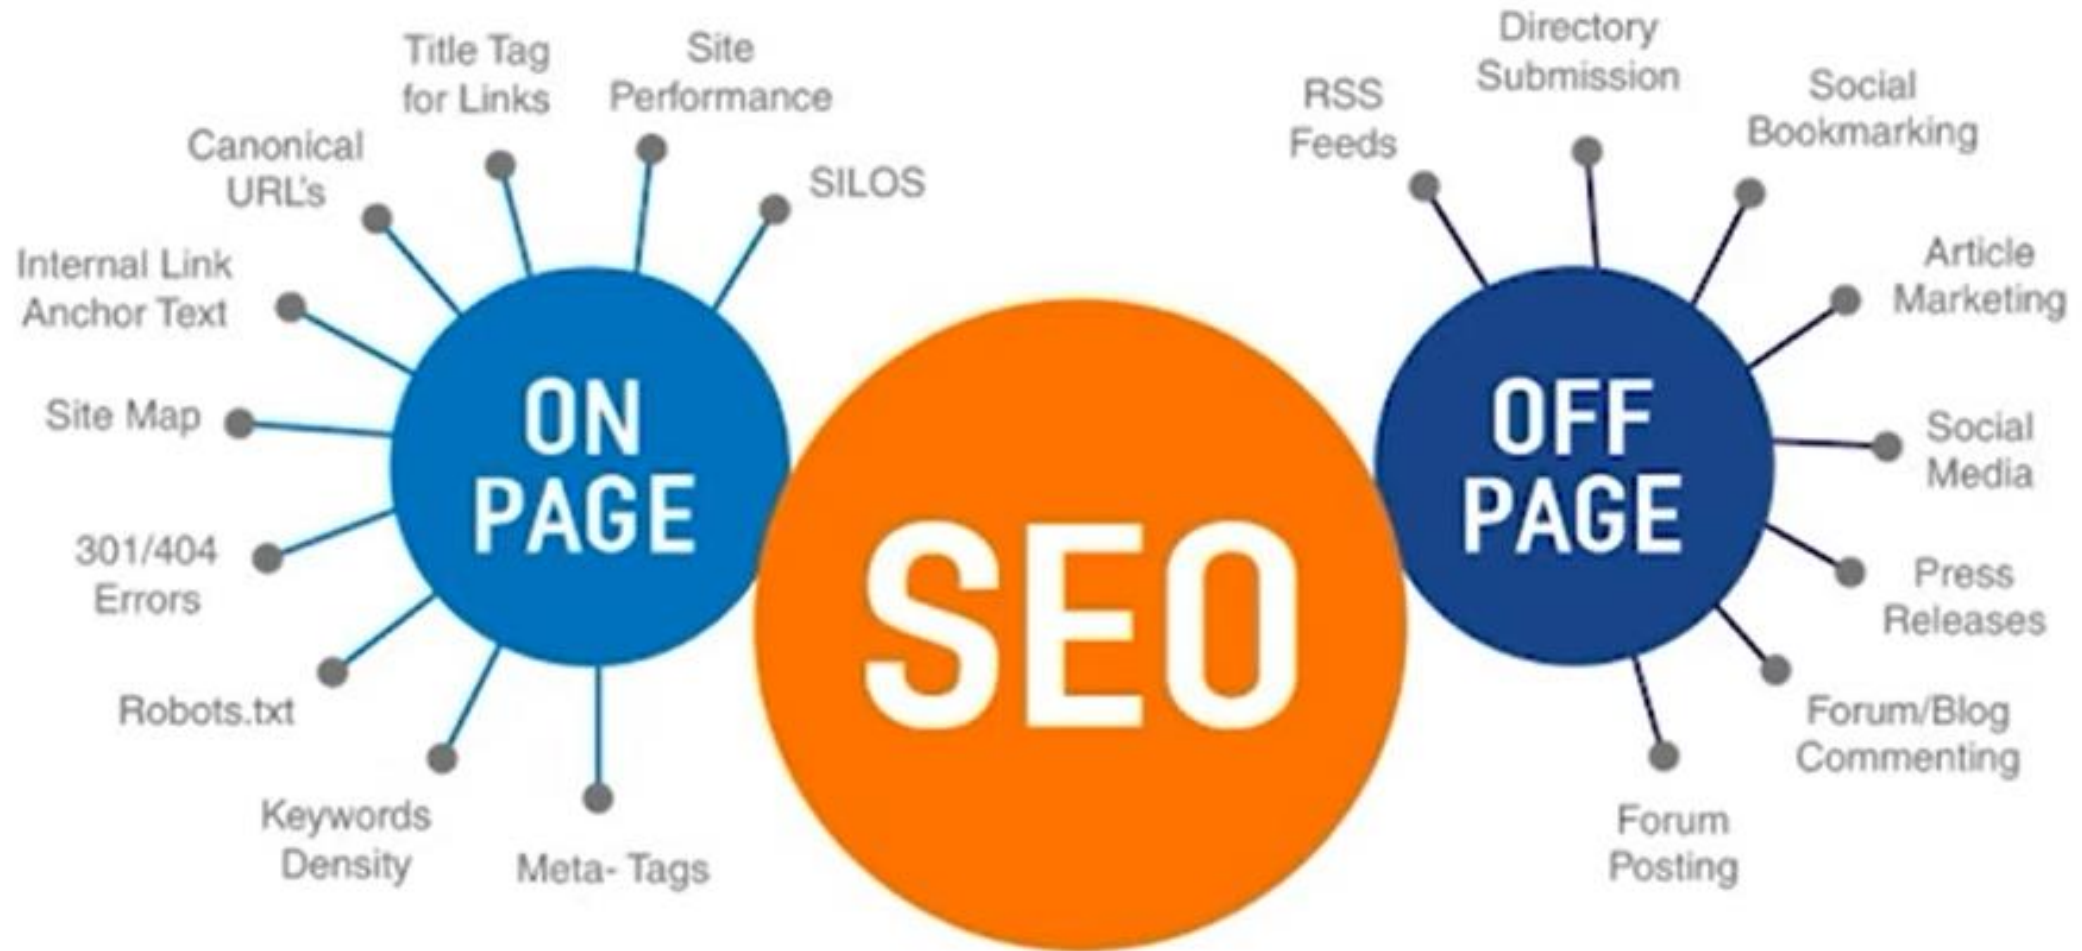 Title Tag
for Links
Site
Performance
SILOS
Canonical
URL's
Internal Link
Anchor Text
Site Map
301/404
Errors
Robots.txt
Keywords
Density
Meta- Tags
ON
PAGE
SEO
OFF
PAGE
RSS
Feeds
Directory
Submission
Social
Bookmarking
Article
Marketing
Social
Media
Press
Releases
Forum/Blog
Commenting
Forum
Posting